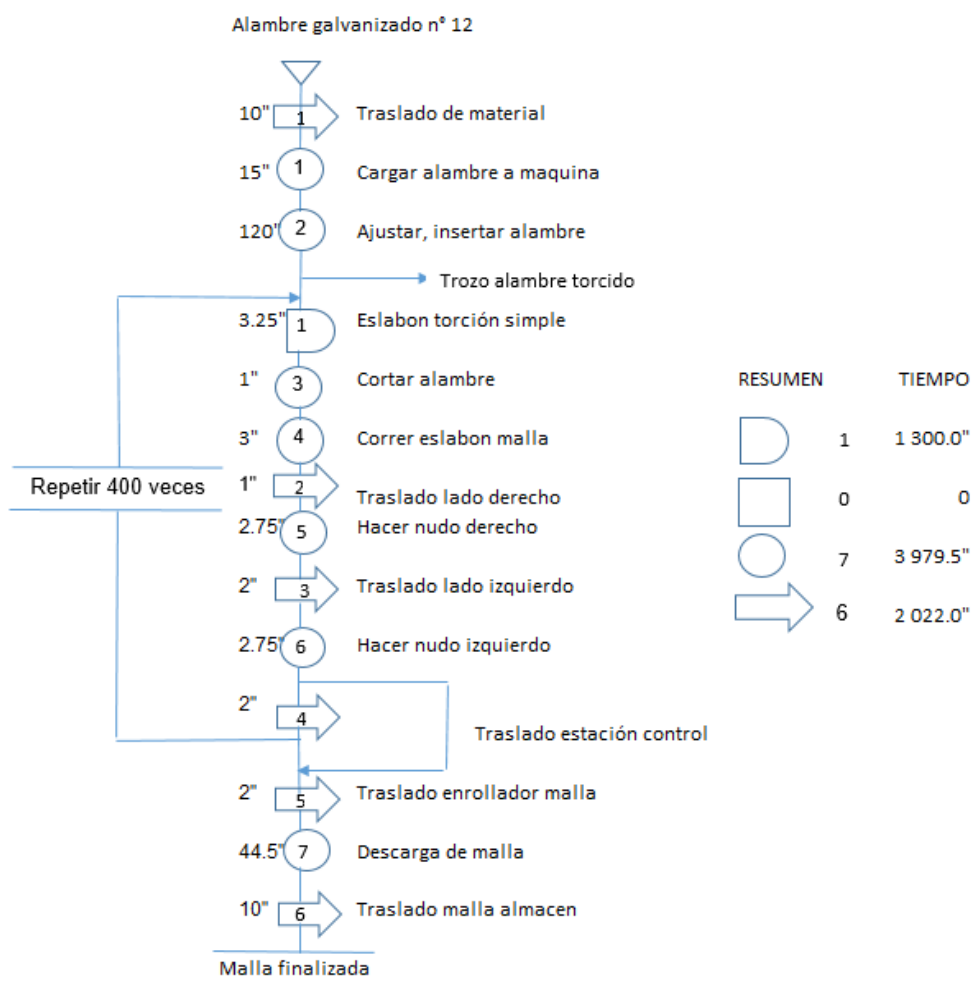 Alambre galvanizado n° 12
10" 1 Traslado de material
15" 1 Cargar alambre a maquina
120" 2 Ajustar, insertar alambre
Trozo alambre torcido
3.25" 1 Eslabon torción simple
1" 3 Cortar alambre
3" 4 Correr eslabon malla
1" 2 Traslado lado derecho
2.75" 5 Hacer nudo derecho
2" 3 Traslado lado izquierdo
2.75" 6 Hacer nudo izquierdo
2" 4
Traslado estación control
2" 5 Traslado enrollador malla
44.5" 7 Descarga de malla
10" 6 Traslado malla almacen
Malla finalizada
Repetir 400 veces
RESUMEN TIEMPO
1 1 300.0"
0 0
7 3 979.5"
6 2 022.0"